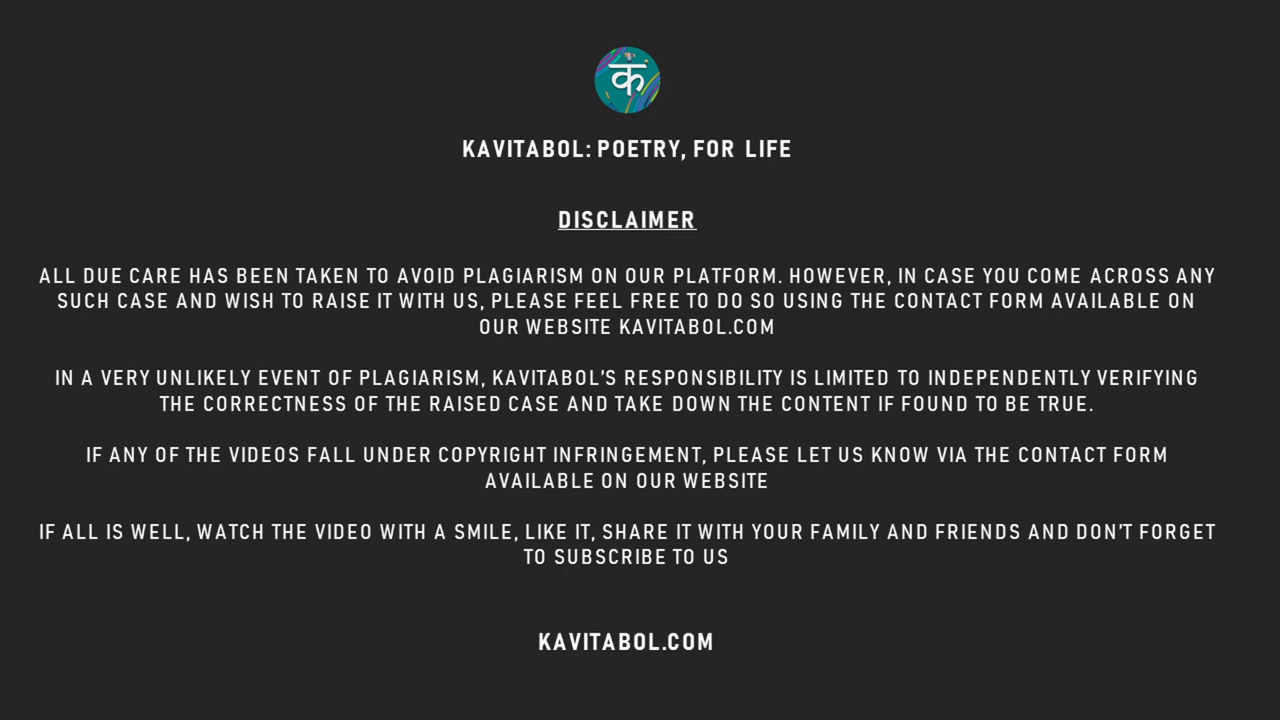 क
KAVITABOL: POETRY, FOR LIFE
DISCLAIMER
ALL DUE CARE HAS BEEN TAKEN TO AVOID PLAGIARISM ON OUR PLATFORM. HOWEVER, IN CASE YOU COME ACROSS ANY
SUCH CASE AND WISH TO RAISE IT WITH US, PLEASE FEEL FREE TO DO SO USING THE CONTACT FORM AVAILABLE ON
OUR WEBSITE KAVITABOL.COM
IN A VERY UNLIKELY EVENT OF PLAGIARISM, KAVITABOL’S RESPONSIBILITY IS LIMITED TO INDEPENDENTLY VERIFYING
THE CORRECTNESS OF THE RAISED CASE AND TAKE DOWN THE CONTENT IF FOUND TO BE TRUE.
IF ANY OF THE VIDEOS FALL UNDER COPYRIGHT INFRINGEMENT, PLEASE LET US KNOW VIA THE CONTACT FORM
AVAILABLE ON OUR WEBSITE
IF ALL IS WELL, WATCH THE VIDEO WITH A SMILE, LIKE IT, SHARE IT WITH YOUR FAMILY AND FRIENDS AND DON’T FORGET
TO SUBSCRIBE TO US
KAVITABOL.COM